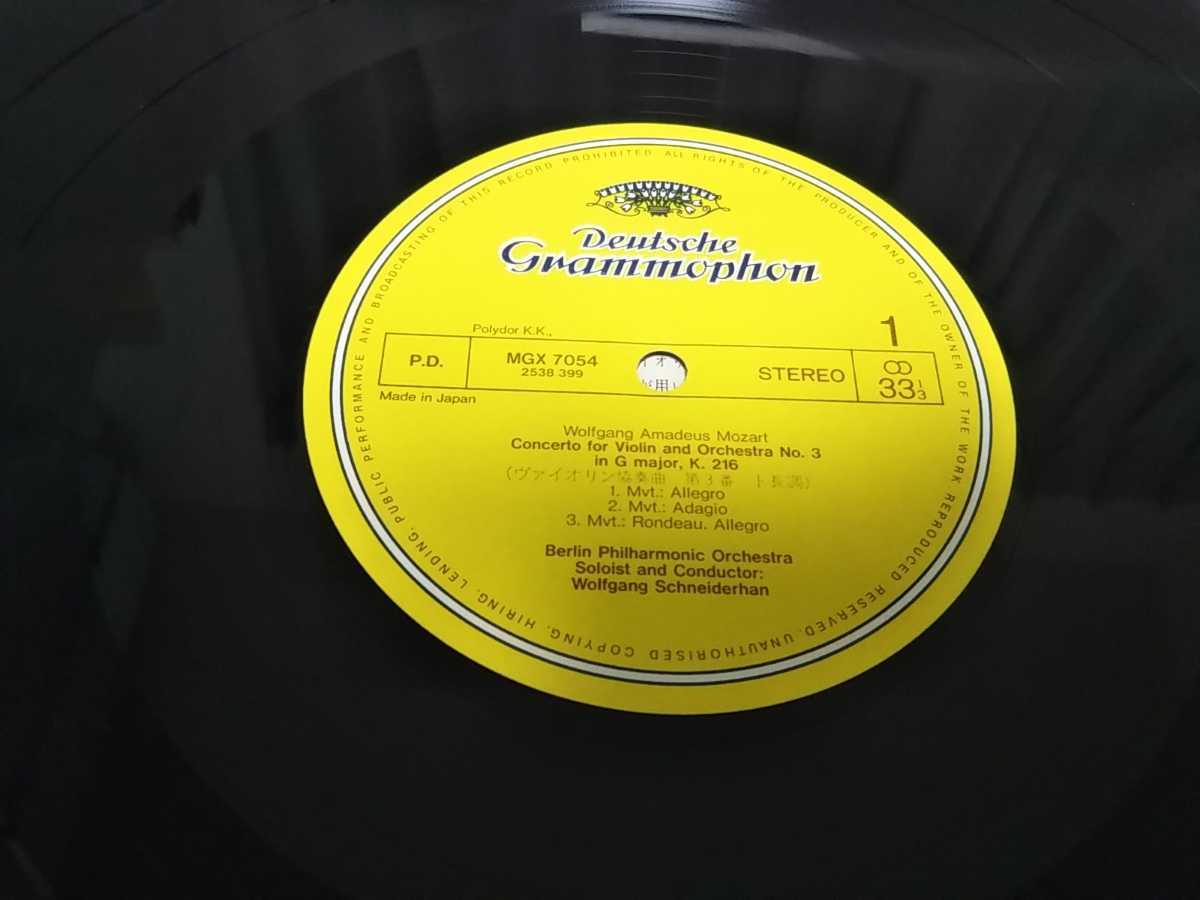 Deutsche
Grammophon
Polydor K.K.,
1
P.D.
MGX 7054
2538 399
STEREO
33 1/3
Made in Japan
Wolfgang Amadeus Mozart
Concerto for Violin and Orchestra No. 3
in G major, K. 216
(ヴァイオリン協奏曲 第3番 ト長調)
1. Mvt.: Allegro
2. Mvt.: Adagio
3. Mvt.: Rondeau. Allegro
Berlin Philharmonic Orchestra
Soloist and Conductor:
Wolfgang Schneiderhan
ALL RIGHTS OF THE PRODUCER AND OF THE OWNER OF THE WORK REPRODUCED RESERVED. UNAUTHORISED COPYING, HIRING, LENDING, PUBLIC PERFORMANCE AND BROADCASTING OF THIS RECORD PROHIBITED